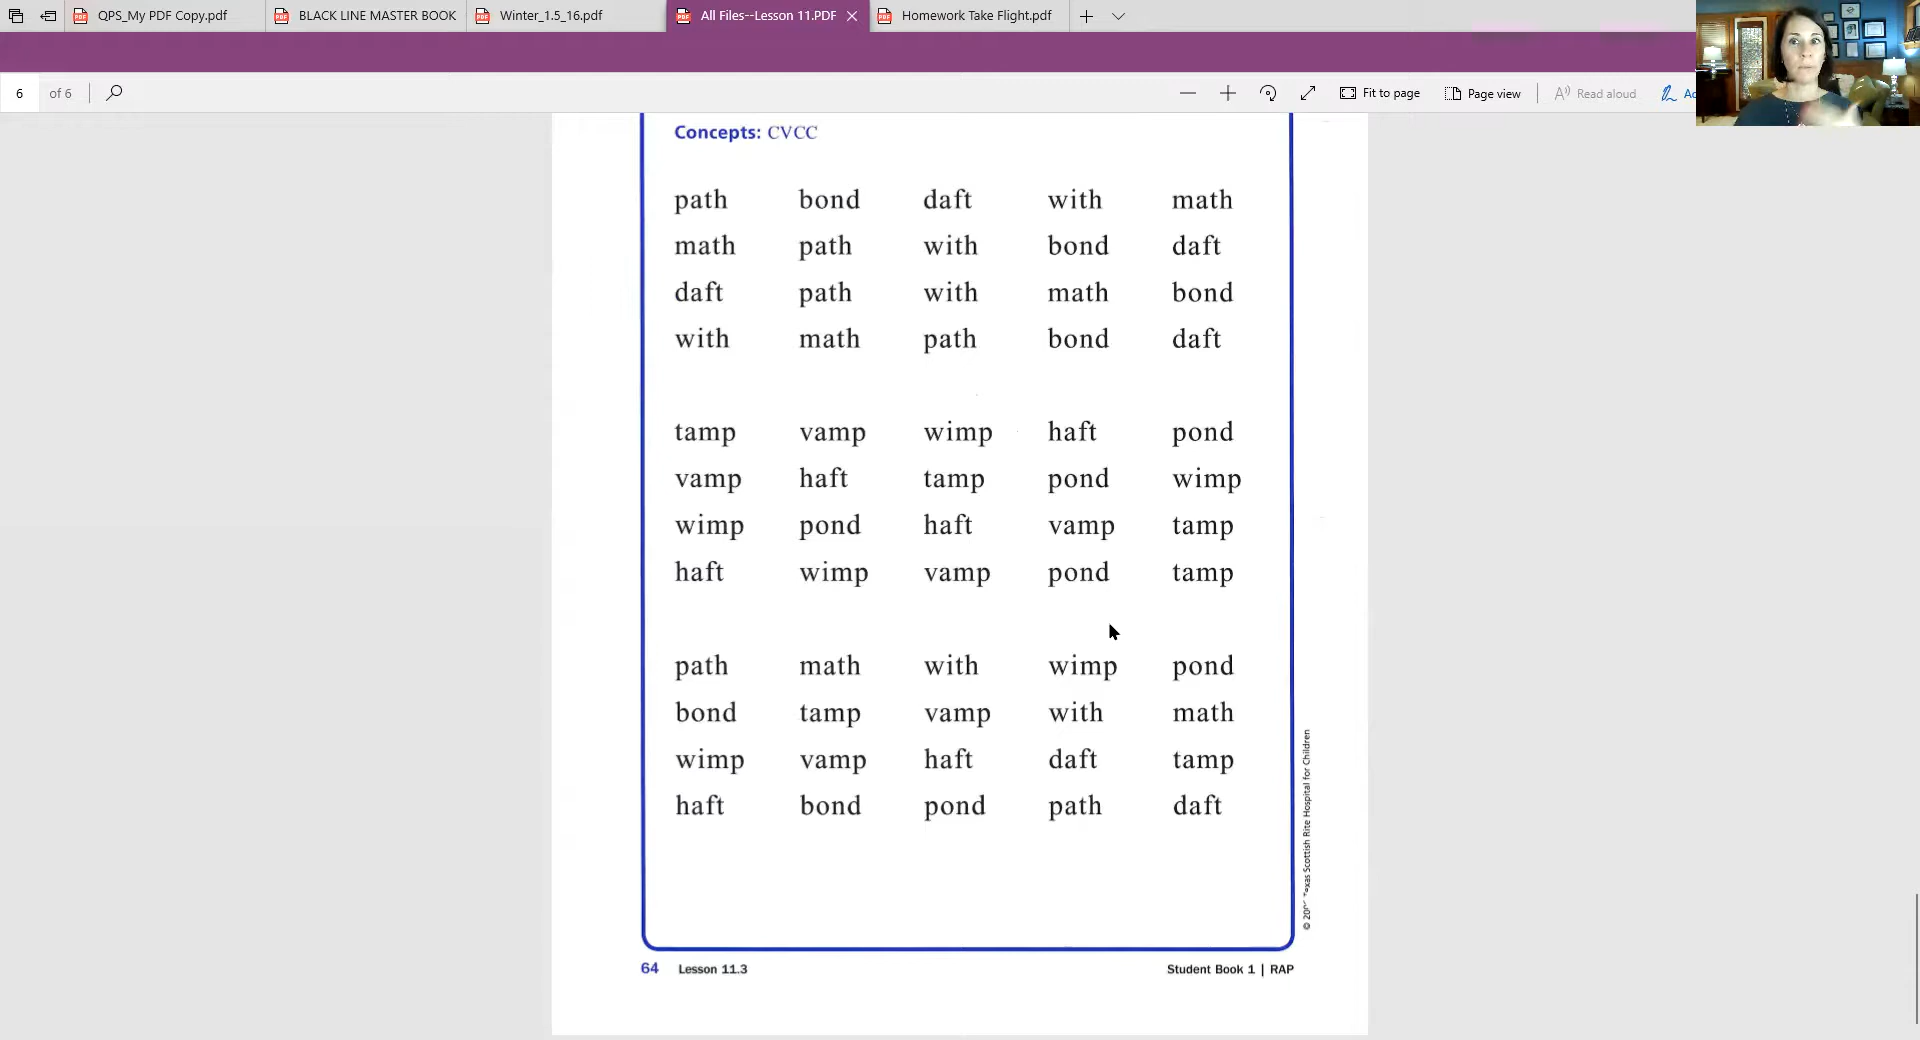 QPS_My PDF Copy.pdf BLACK LINE MASTER BOOK Winter_1.5_16.pdf All Files--Lesson 11.PDF Homework Take Flight.pdf
6 of 6 Fit to page Page view Read aloud
Concepts: CVCC
path bond daft with math
math path with bond daft
daft path with math bond
with math path bond daft
tamp vamp wimp haft pond
vamp haft tamp pond wimp
wimp pond haft vamp tamp
haft wimp vamp pond tamp
path math with wimp pond
bond tamp vamp with math
wimp vamp haft daft tamp
haft bond pond path daft
Scottish Rite Hospital for Children
64 Lesson 11.3 Student Book 1 | RAP